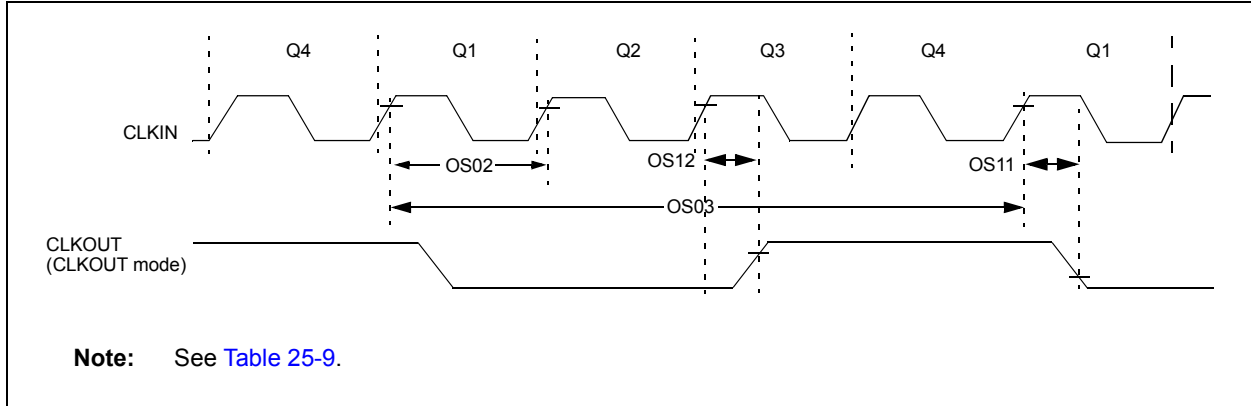 Q4 Q1 Q2 Q3 Q4 Q1
CLKIN
OS02 OS12 OS11
OS03
CLKOUT
(CLKOUT mode)
Note: See Table 25-9.